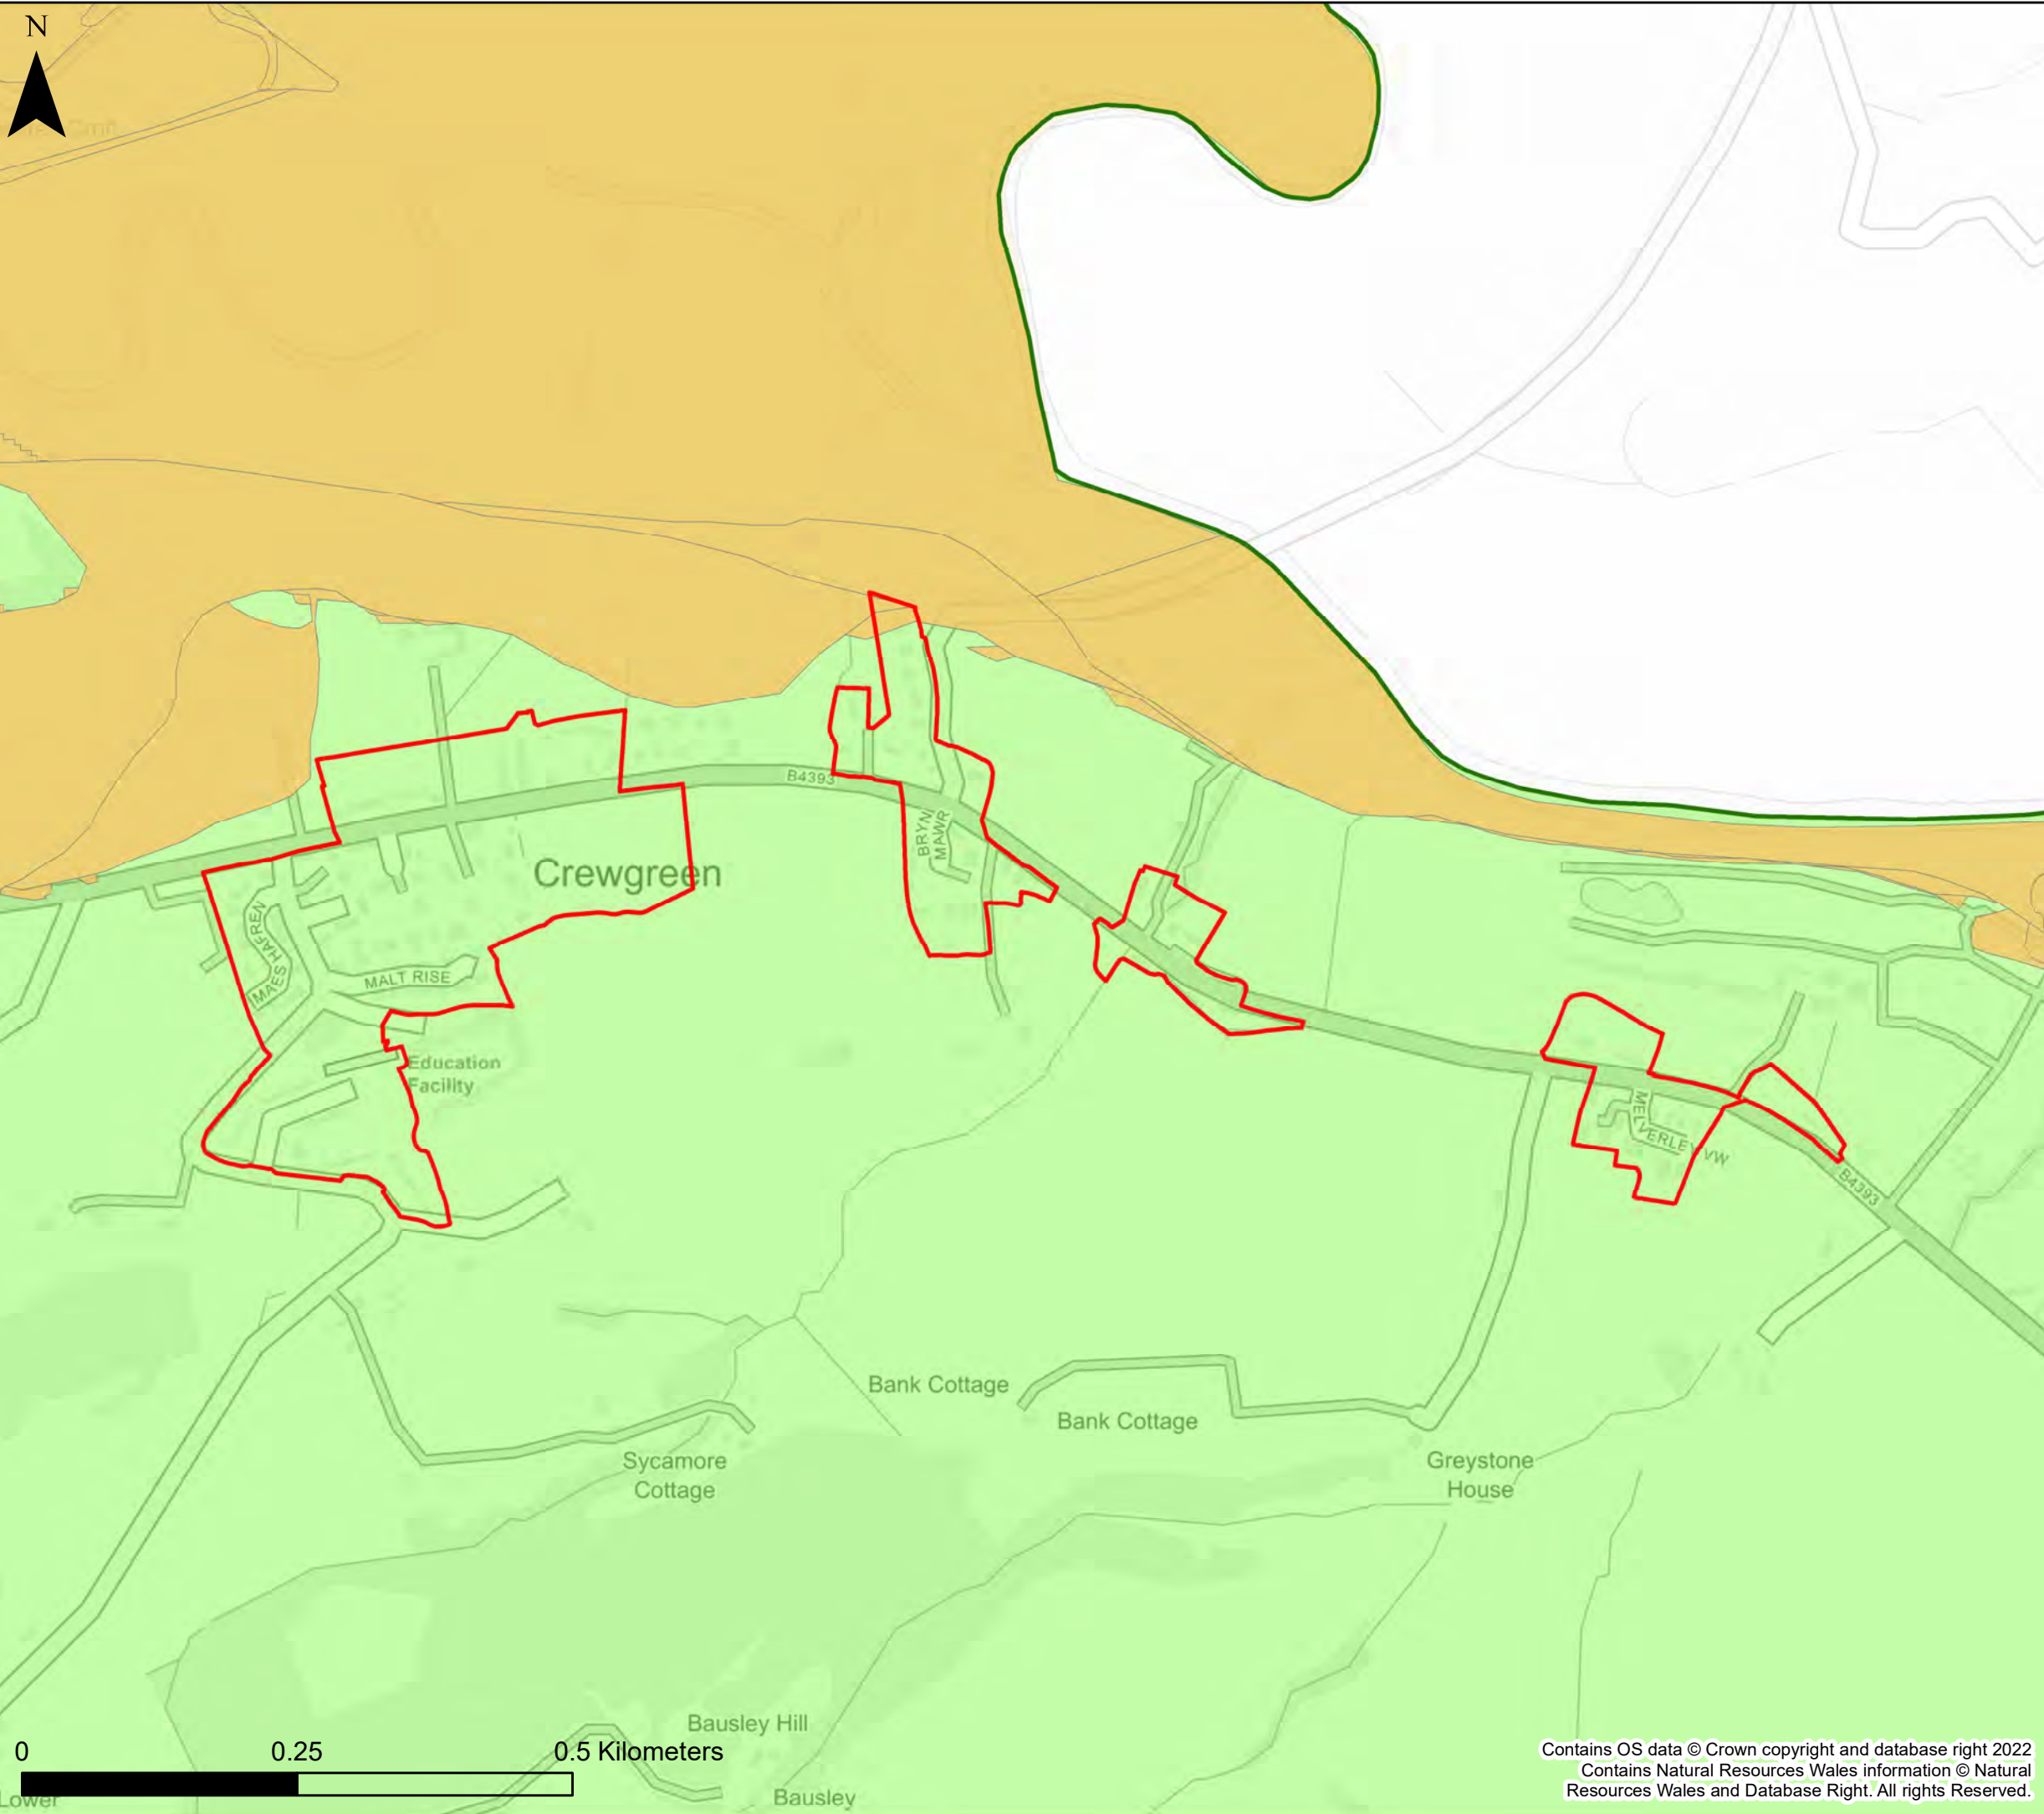 N
B4393
BRYN
MAWR
Crewgreen
MAES HAFREN
MALT RISE
Education
Facility
MELVERLEY VW
B4393
Bank Cottage
Bank Cottage
Sycamore
Cottage
Greystone
House
Bausley Hill
0 0.25 0.5 Kilometers
Lower
Bausley
Contains OS data © Crown copyright and database right 2022
Contains Natural Resources Wales information © Natural
Resources Wales and Database Right. All rights Reserved.